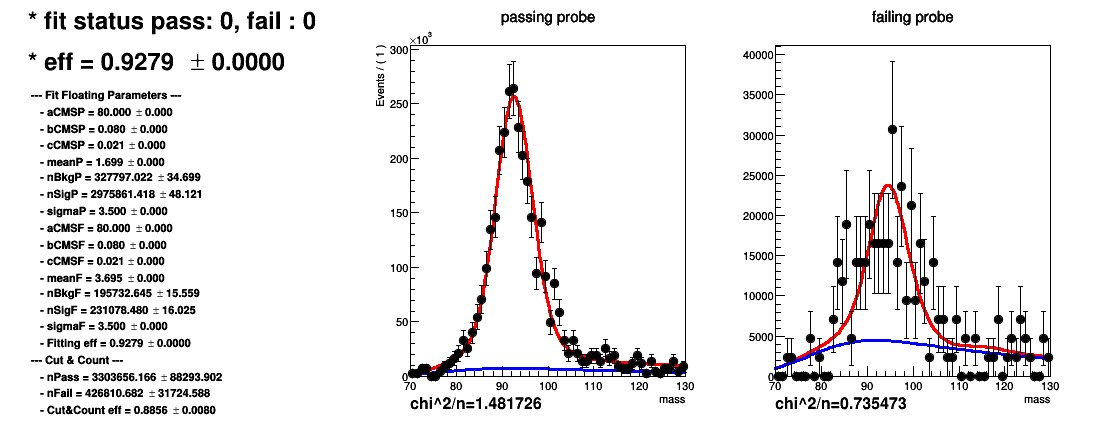 * fit status pass: 0, fail : 0
* eff = 0.9279 ± 0.0000
--- Fit Floating Parameters ---
- aCMSP = 80.000 ± 0.000
- bCMSP = 0.080 ± 0.000
- cCMSP = 0.021 ± 0.000
- meanP = 1.699 ± 0.000
- nBkgP = 327797.022 ± 34.699
- nSigP = 2975861.418 ± 48.121
- sigmaP = 3.500 ± 0.000
- aCMSF = 80.000 ± 0.000
- bCMSF = 0.080 ± 0.000
- cCMSF = 0.021 ± 0.000
- meanF = 3.695 ± 0.000
- nBkgF = 195732.645 ± 15.559
- nSigF = 231078.480 ± 16.025
- sigmaF = 3.500 ± 0.000
- Fitting eff = 0.9279 ± 0.0000
--- Cut & Count ---
- nPass = 3303656.166 ± 88293.902
- nFail = 426810.682 ± 31724.588
- Cut&Count eff = 0.8856 ± 0.0080
passing probe
×10³
Events / ( 1 )
300
250
200
150
100
50
0
70 80 90 100 110 120 130
mass
chi^2/n=1.481726
failing probe
40000
35000
30000
25000
20000
15000
10000
5000
0
70 80 90 100 110 120 130
mass
chi^2/n=0.735473